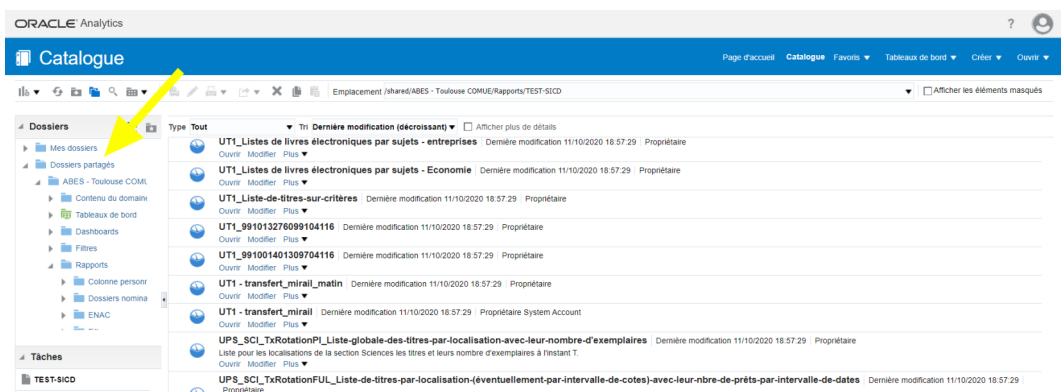 ORACLE Analytics
?
Catalogue
Page d'accueil Catalogue Favoris Tableaux de bord Créer Ouvrir
Emplacement /shared/ABES - Toulouse COMUE/Rapports/TEST-SICD
Afficher les éléments masqués
Dossiers
Type Tout Tri Dernière modification (décroissant) Afficher plus de détails
Mes dossiers
Dossiers partagés
ABES - Toulouse COMU
Contenu du domaine
Tableaux de bord
Dashboards
Filtres
Rapports
Colonne personn
Dossiers nomina
ENAC
Tâches
TEST-SICD
UT1_Listes de livres électroniques par sujets - entreprises Dernière modification 11/10/2020 18:57:29 Propriétaire
Ouvrir Modifier Plus
UT1_Listes de livres électroniques par sujets - Economie Dernière modification 11/10/2020 18:57:29 Propriétaire
Ouvrir Modifier Plus
UT1_Liste-de-titres-sur-critères Dernière modification 11/10/2020 18:57:29 Propriétaire
Ouvrir Modifier Plus
UT1_991013276099104116 Dernière modification 11/10/2020 18:57:29 Propriétaire
Ouvrir Modifier Plus
UT1_991001401309704116 Dernière modification 11/10/2020 18:57:29 Propriétaire
Ouvrir Modifier Plus
UT1 - transfert_mirail_matin Dernière modification 11/10/2020 18:57:29 Propriétaire
Ouvrir Modifier Plus
UT1 - transfert_mirail Dernière modification 11/10/2020 18:57:29 Propriétaire System Account
Ouvrir Modifier Plus
UPS_SCI_TxRotationPI_Liste-globale-des-titres-par-localisation-avec-leur-nombre-d'exemplaires Dernière modification 11/10/2020 18:57:29 Propriétaire
Liste pour les localisations de la section Sciences les titres et leurs nombre d'exemplaires à l'instant T.
Ouvrir Modifier Plus
UPS_SCI_TxRotationFUL_Liste-de-titres-par-localisation-(éventuellement-par-intervalle-de-cotes)-avec-leur-nbre-de-prêts-par-intervalle-de-dates Dernière modification 11/10/2020 18:57:29
Propriétaire